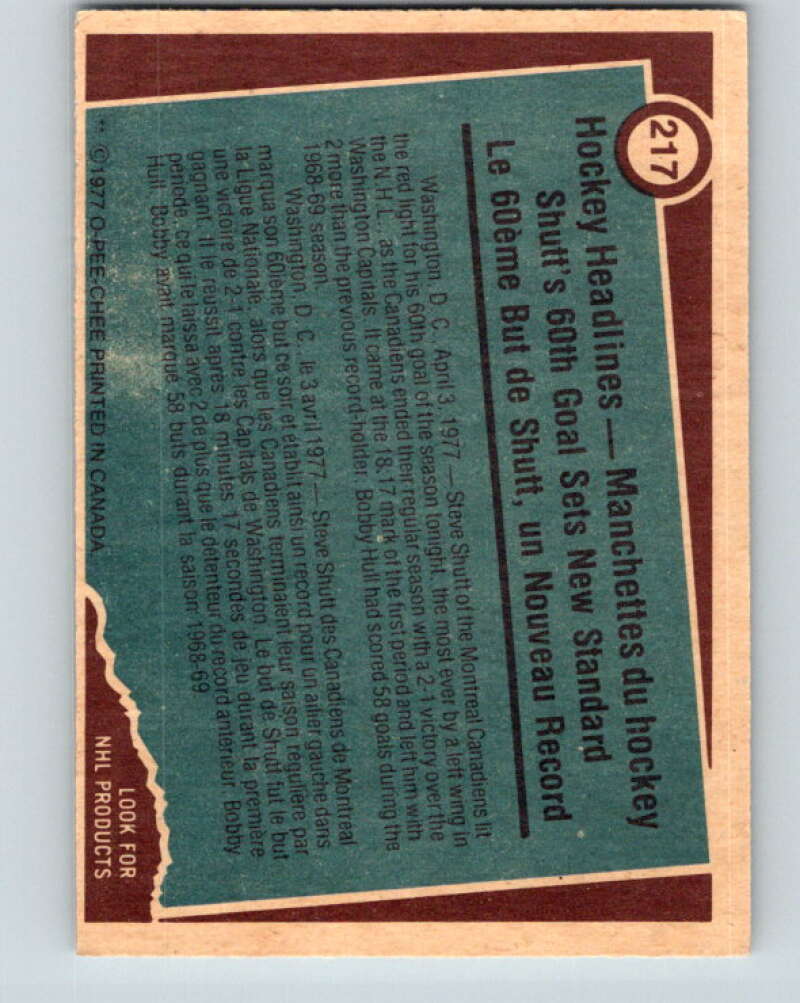 217
Hockey Headlines — Manchettes du hockey
Shutt's 60th Goal Sets New Standard
Le 60ème But de Shutt, un Nouveau Record
Washington, D. C., April 3, 1977 — Steve Shutt of the Montreal Canadiens lit
the red light for his 60th goal of the season tonight, the most ever by a left wing in
the N.H.L., as the Canadiens ended their regular season with a 2-1 victory over the
Washington Capitals. It came at the 18:17 mark of the first period and left him with
2 more than the previous record-holder. Bobby Hull had scored 58 goals during the
1968-69 season.
Washington, D. C., le 3 avril 1977 — Steve Shutt des Canadiens de Montreal
marqua son 60ième but ce soir et établit ainsi un record pour un ailier gauche dans
la Ligue Nationale, alors que les Canadiens terminaient leur saison régulière par
une victoire de 2-1 contre les Capitals de Washington. Le but de Shutt fut le but
gagnant. Il le réussit après 18 minutes 17 secondes de jeu durant la première
période, ce qui le laissa avec 2 de plus que le détenteur du record antérieur, Bobby
Hull. Bobby avait marqué 58 buts durant la saison 1968-69.
** ©1977 O-PEE-CHEE PRINTED IN CANADA
LOOK FOR
NHL PRODUCTS